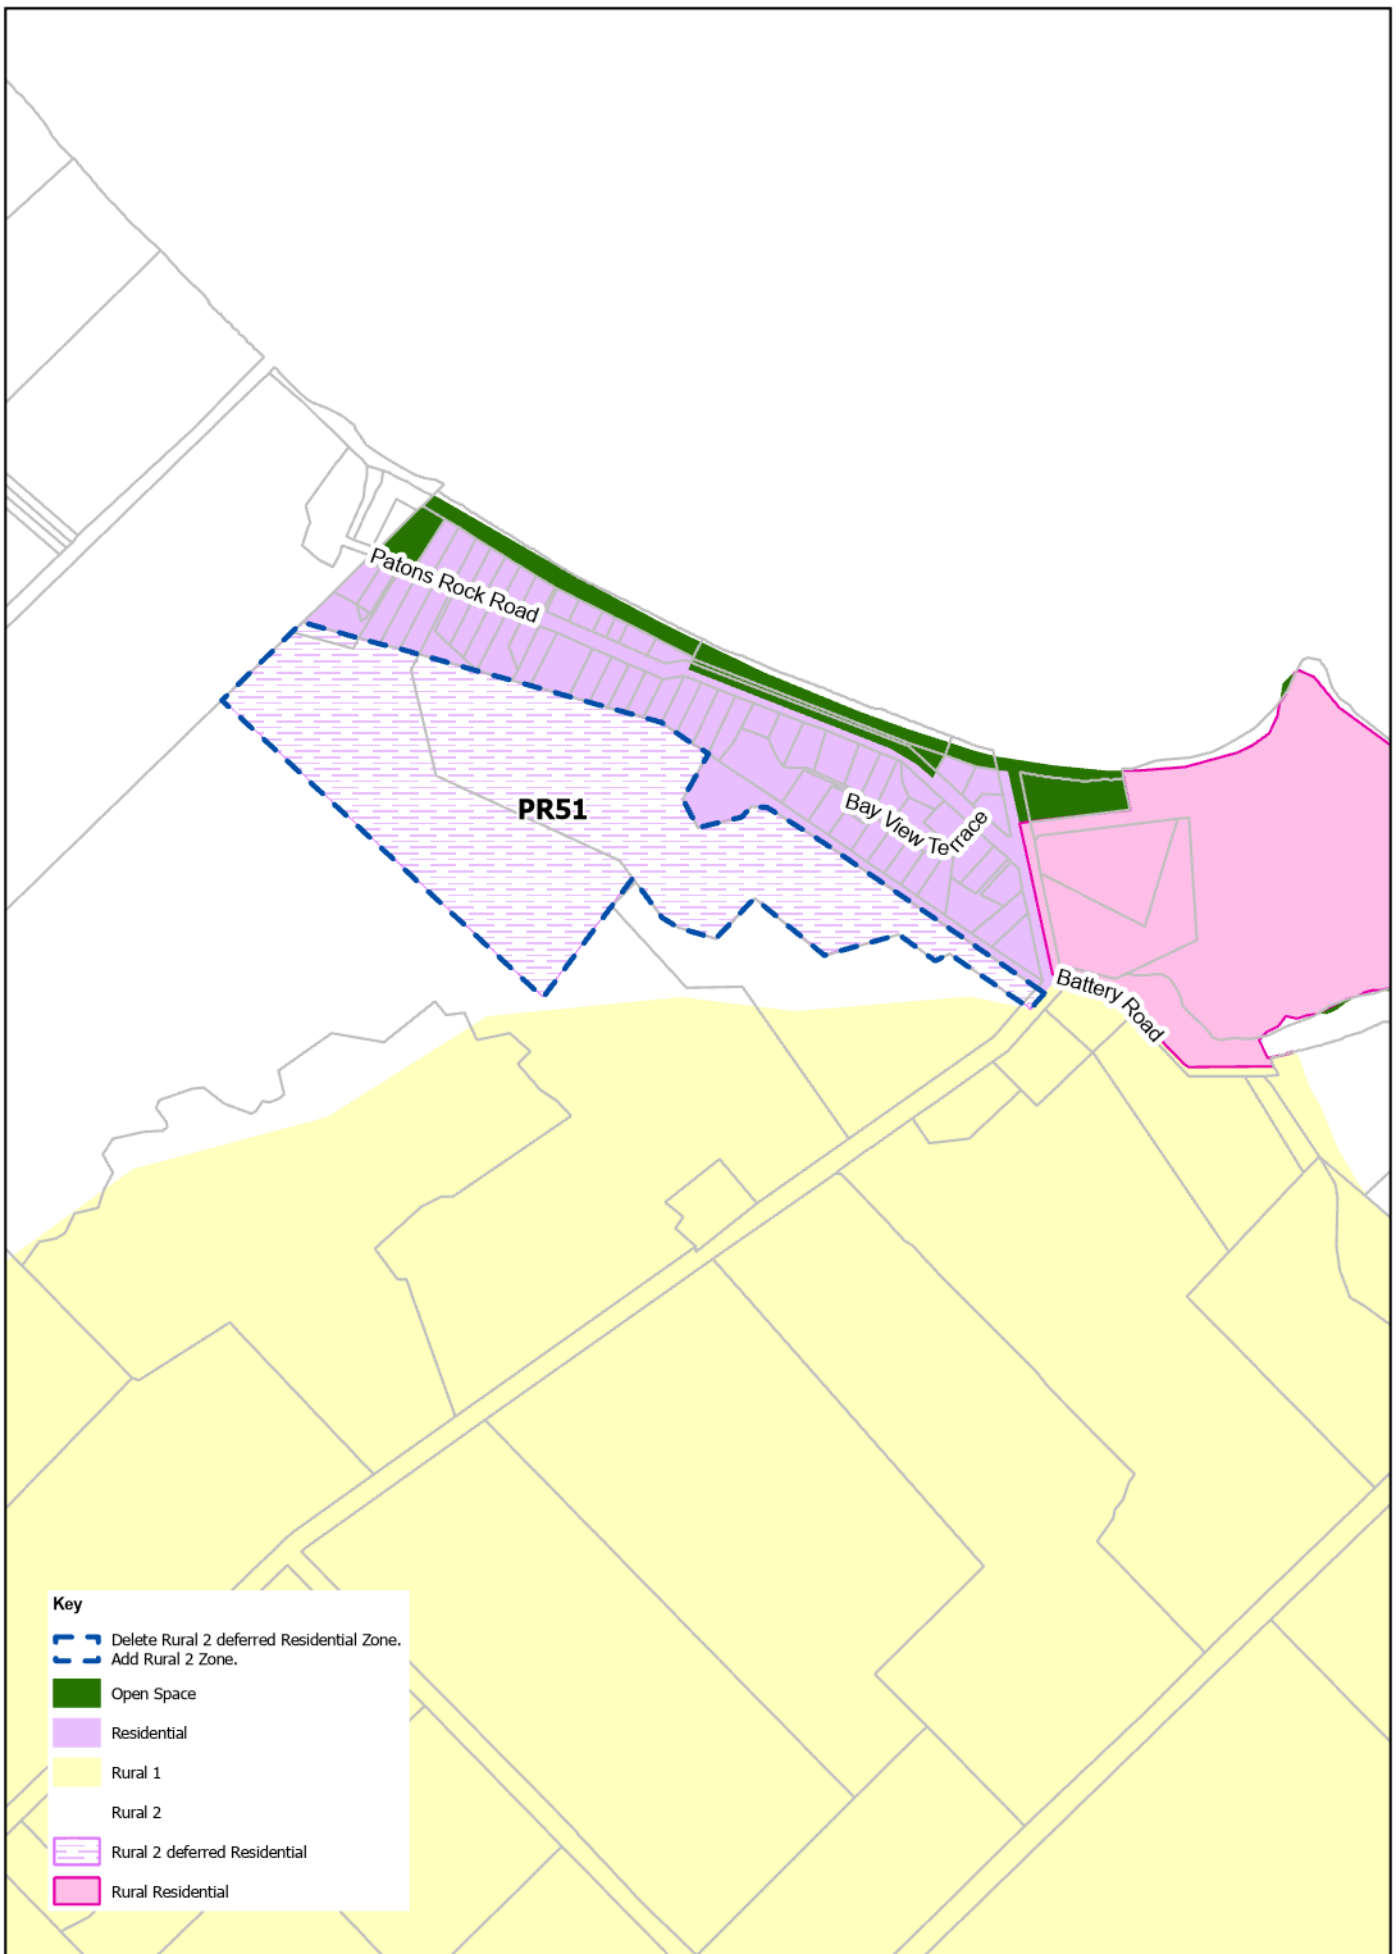 Patons Rock Road
PR51
Bay View Terrace
Battery Road
Key
Delete Rural 2 deferred Residential Zone.
Add Rural 2 Zone.
Open Space
Residential
Rural 1
Rural 2
Rural 2 deferred Residential
Rural Residential